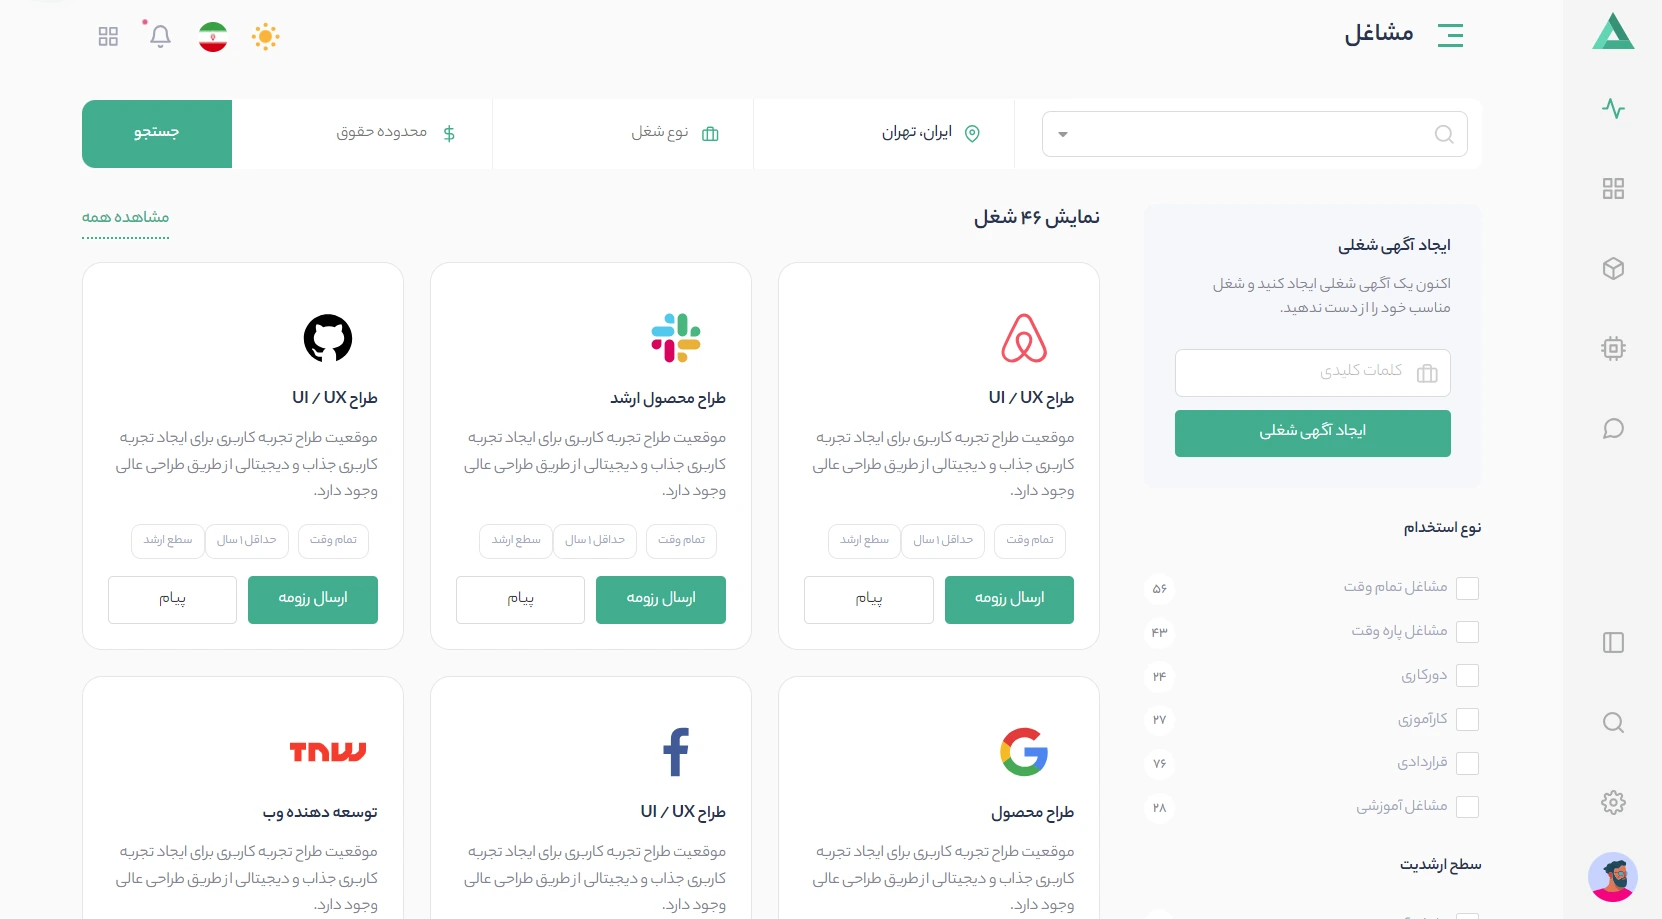 مشاغل
ایران، تهران
نوع شغل
محدوده حقوق
جستجو
ایجاد آگهی شغلی
اکنون یک آگهی شغلی ایجاد کنید و شغل
مناسب خود را از دست ندهید.
کلمات کلیدی
ایجاد آگهی شغلی
نوع استخدام
مشاغل تمام وقت ۵۶
مشاغل پاره وقت ۴۳
دورکاری ۲۴
کارآموزی ۲۷
قراردادی ۷۶
مشاغل آموزشی ۲۸
سطح ارشدیت
نمایش ۴۶ شغل
مشاهده همه
طراح UI / UX
موقعیت طراح تجربه کاربری برای ایجاد تجربه
کاربری جذاب و دیجیتالی از طریق طراحی عالی
وجود دارد.
تمام وقت حداقل ۱ سال سطح ارشد
ارسال رزومه پیام
طراح محصول ارشد
موقعیت طراح تجربه کاربری برای ایجاد تجربه
کاربری جذاب و دیجیتالی از طریق طراحی عالی
وجود دارد.
تمام وقت حداقل ۱ سال سطح ارشد
ارسال رزومه پیام
طراح UI / UX
موقعیت طراح تجربه کاربری برای ایجاد تجربه
کاربری جذاب و دیجیتالی از طریق طراحی عالی
وجود دارد.
تمام وقت حداقل ۱ سال سطح ارشد
ارسال رزومه پیام
طراح محصول
موقعیت طراح تجربه کاربری برای ایجاد تجربه
کاربری جذاب و دیجیتالی از طریق طراحی عالی
وجود دارد.
طراح UI / UX
موقعیت طراح تجربه کاربری برای ایجاد تجربه
کاربری جذاب و دیجیتالی از طریق طراحی عالی
وجود دارد.
TNW
توسعه دهنده وب
موقعیت طراح تجربه کاربری برای ایجاد تجربه
کاربری جذاب و دیجیتالی از طریق طراحی عالی
وجود دارد.